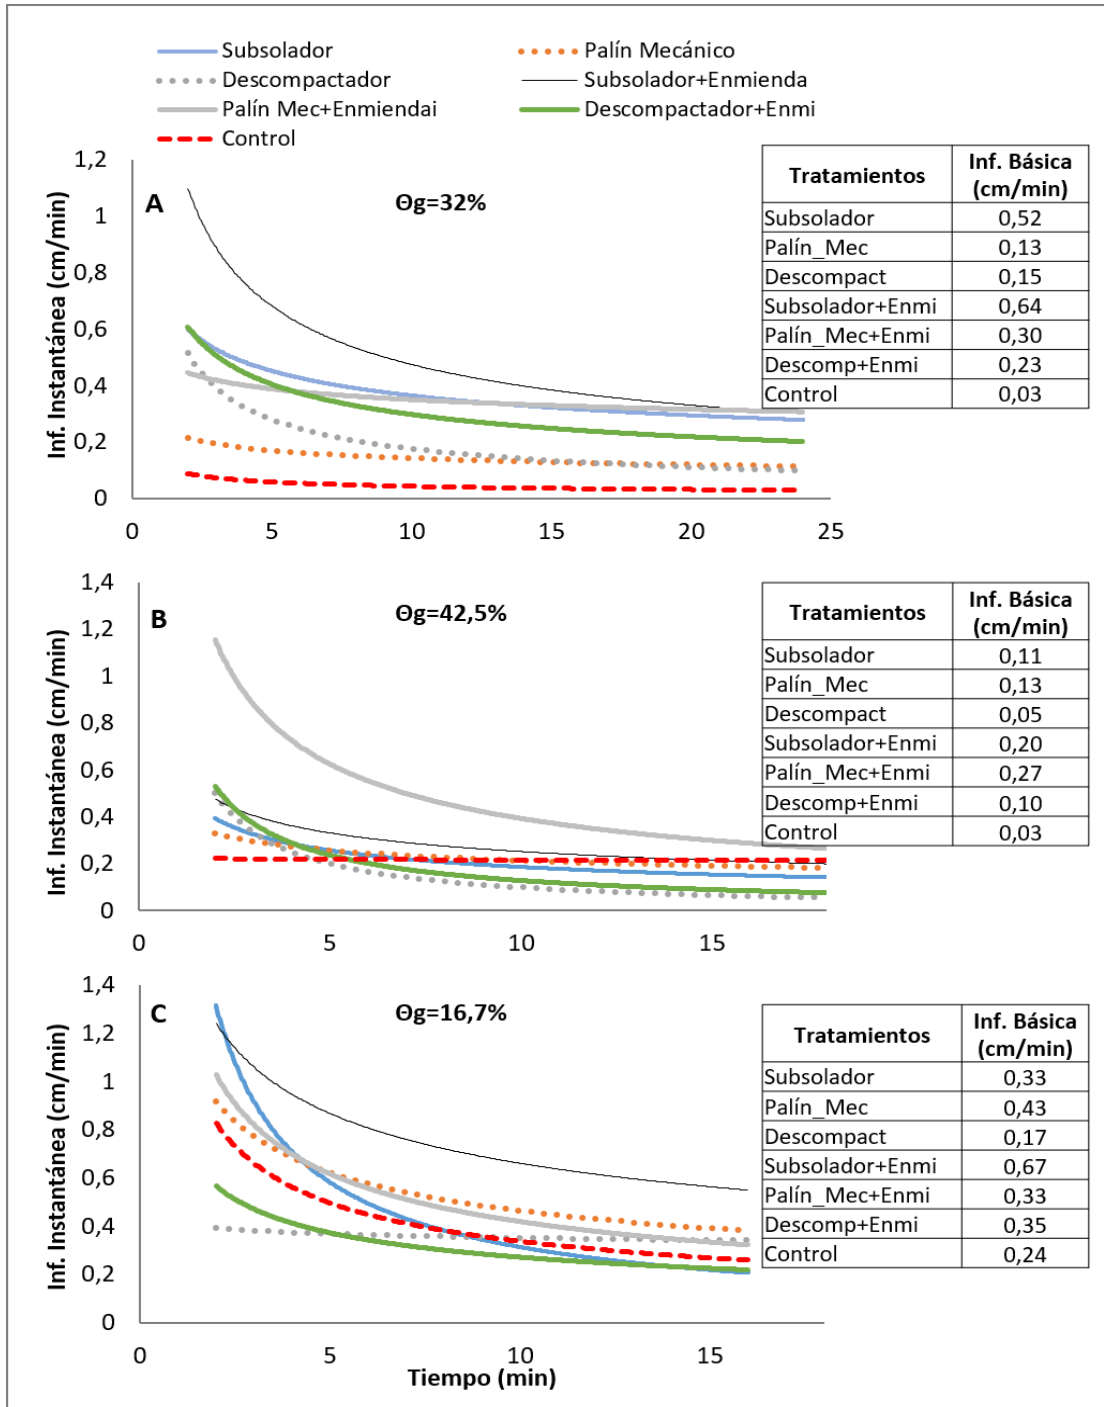 Subsolador
Palín Mecánico
Descompactador
Subsolador+Enmienda
Palín Mec+Enmiendai
Descompactador+Enmi
Control
A
Θg=32%
Inf. Instantánea (cm/min)
1,2
1
0,8
0,6
0,4
0,2
0
0 5 10 15 20 25
Tratamientos Inf. Básica (cm/min)
Subsolador 0,52
Palín_Mec 0,13
Descompact 0,15
Subsolador+Enmi 0,64
Palín_Mec+Enmi 0,30
Descomp+Enmi 0,23
Control 0,03
B
Θg=42,5%
Inf. Instantánea (cm/min)
1,4
1,2
1
0,8
0,6
0,4
0,2
0
0 5 10 15
Tratamientos Inf. Básica (cm/min)
Subsolador 0,11
Palín_Mec 0,13
Descompact 0,05
Subsolador+Enmi 0,20
Palín_Mec+Enmi 0,27
Descomp+Enmi 0,10
Control 0,03
C
Θg=16,7%
Inf. Instantánea (cm/min)
1,4
1,2
1
0,8
0,6
0,4
0,2
0
0 5 10 15
Tiempo (min)
Tratamientos Inf. Básica (cm/min)
Subsolador 0,33
Palín_Mec 0,43
Descompact 0,17
Subsolador+Enmi 0,67
Palín_Mec+Enmi 0,33
Descomp+Enmi 0,35
Control 0,24